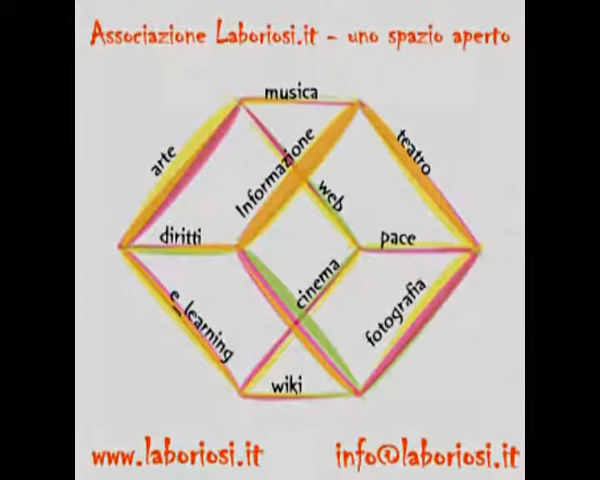 Associazione Laboriosi.it - uno spazio aperto
musica
arte
Informazione
teatro
web
diritti
pace
cinema
e_learning
fotografia
wiki
www.laboriosi.it
info@laboriosi.it